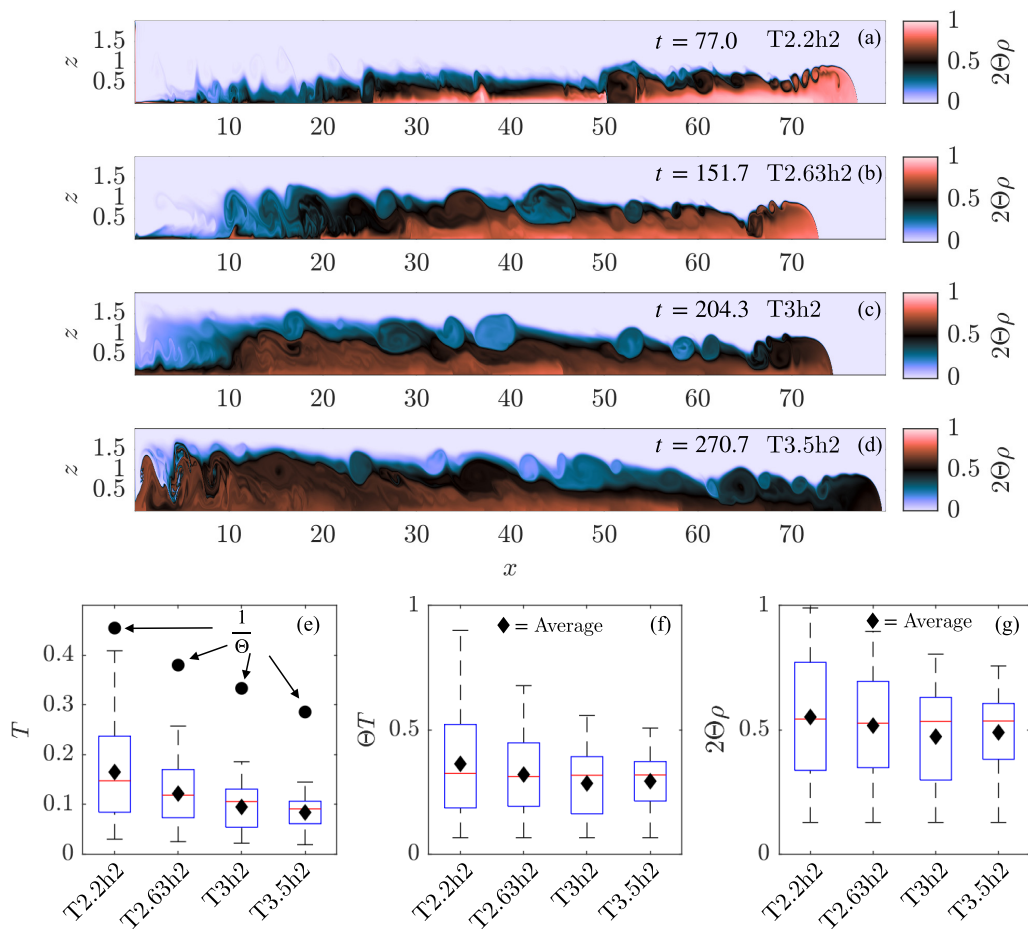 t = 77.0 T2.2h2 (a)
z
1.5
1
0.5
10 20 30 40 50 60 70
1
0.5
0
2Θρ
t = 151.7 T2.63h2 (b)
z
1.5
1
0.5
10 20 30 40 50 60 70
1
0.5
0
2Θρ
t = 204.3 T3h2 (c)
z
1.5
1
0.5
10 20 30 40 50 60 70
1
0.5
0
2Θρ
t = 270.7 T3.5h2 (d)
z
1.5
1
0.5
10 20 30 40 50 60 70
x
1
0.5
0
2Θρ
(e)
1
Θ
T
0.4
0.3
0.2
0.1
0
T2.2h2 T2.63h2 T3h2 T3.5h2
= Average (f)
ΘT
1
0.5
0
T2.2h2 T2.63h2 T3h2 T3.5h2
= Average
(g)
2Θρ
1
0.5
0
T2.2h2 T2.63h2 T3h2 T3.5h2